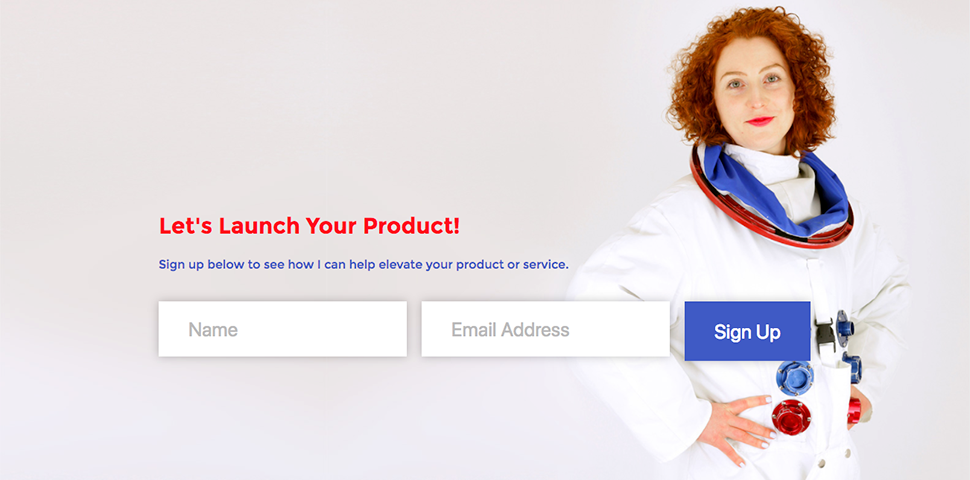 Let's Launch Your Product!
Sign up below to see how I can help elevate your product or service.
Name Email Address Sign Up